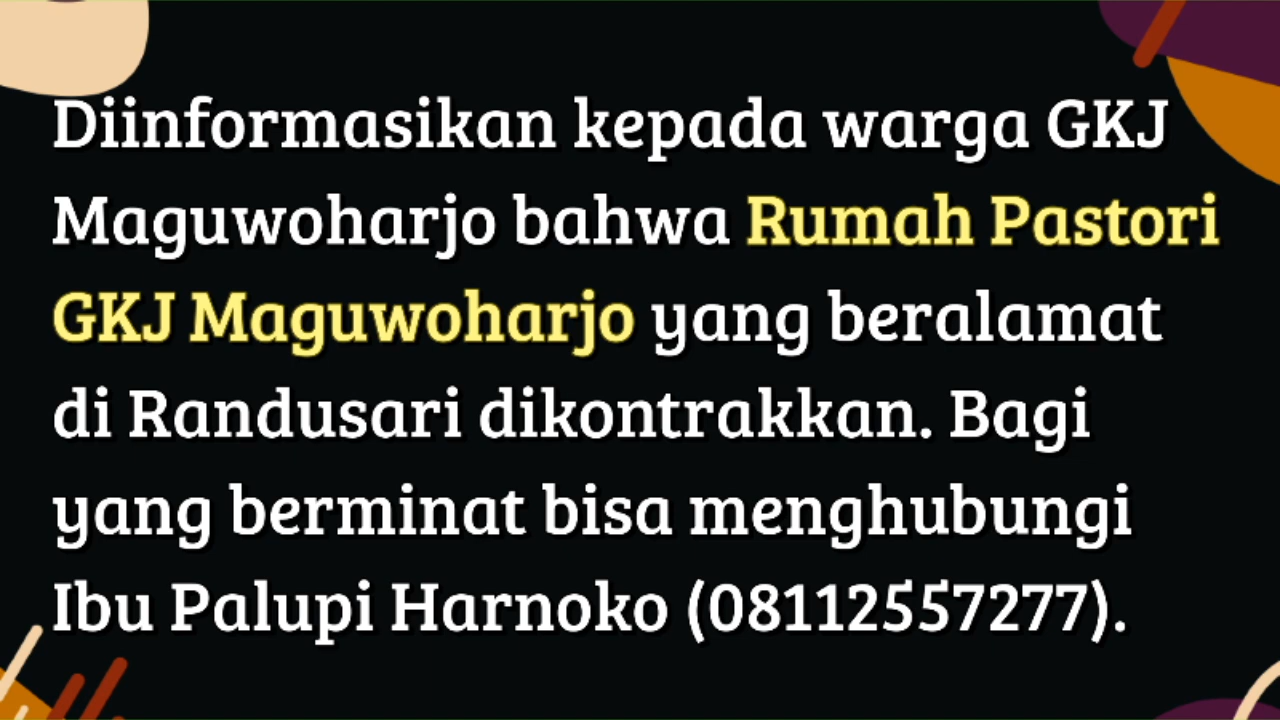 Diinformasikan kepada warga GKJ
Maguwoharjo bahwa Rumah Pastori
GKJ Maguwoharjo yang beralamat
di Randusari dikontrakkan. Bagi
yang berminat bisa menghubungi
Ibu Palupi Harnoko (08112557277).